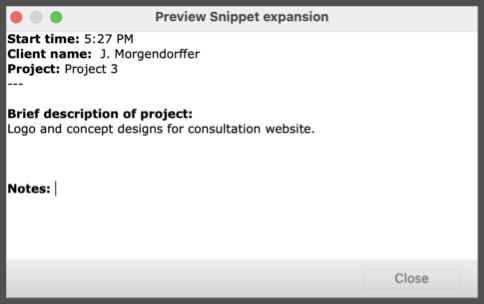 Preview Snippet expansion
Start time: 5:27 PM
Client name: J. Morgendorffer
Project: Project 3
---
Brief description of project:
Logo and concept designs for consultation website.
Notes:
Close